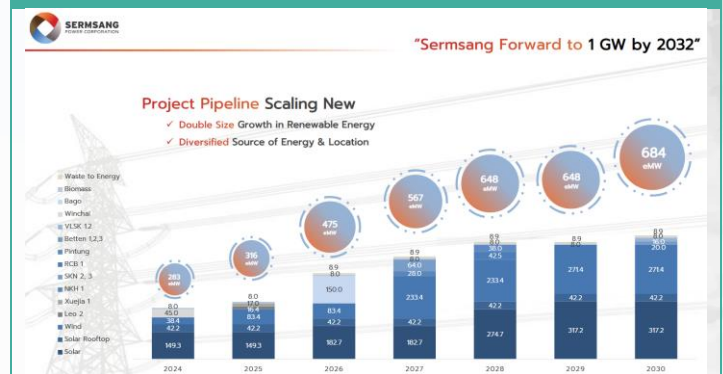 SERMSANG
POWER CORPORATION
"Sermsang Forward to 1 GW by 2032"
Project Pipeline Scaling New
✓ Double Size Growth in Renewable Energy
✓ Diversified Source of Energy & Location
Waste to Energy
Biomass
Bago
Winchai
VLSK 1,2
Betten 1,2,3
Pintung
RCB 1
SKN 2, 3
NKH 1
Xuejia 1
Leo 2
Wind
Solar Rooftop
Solar
283 eMW
316 eMW
475 eMW
567 eMW
648 eMW
648 eMW
684 eMW
8.0
45.0
38.4
42.2
149.3
8.0
17.0
16.4
83.4
42.2
149.3
8.9
8.0
150.0
83.4
42.2
182.7
8.9
8.0
64.0
28.0
233.4
42.2
182.7
8.9
8.0
38.0
42.5
233.4
42.2
274.7
8.9
8.0
271.4
42.2
317.2
8.9
8.0
16.0
20.0
271.4
42.2
317.2
2024 2025 2026 2027 2028 2029 2030